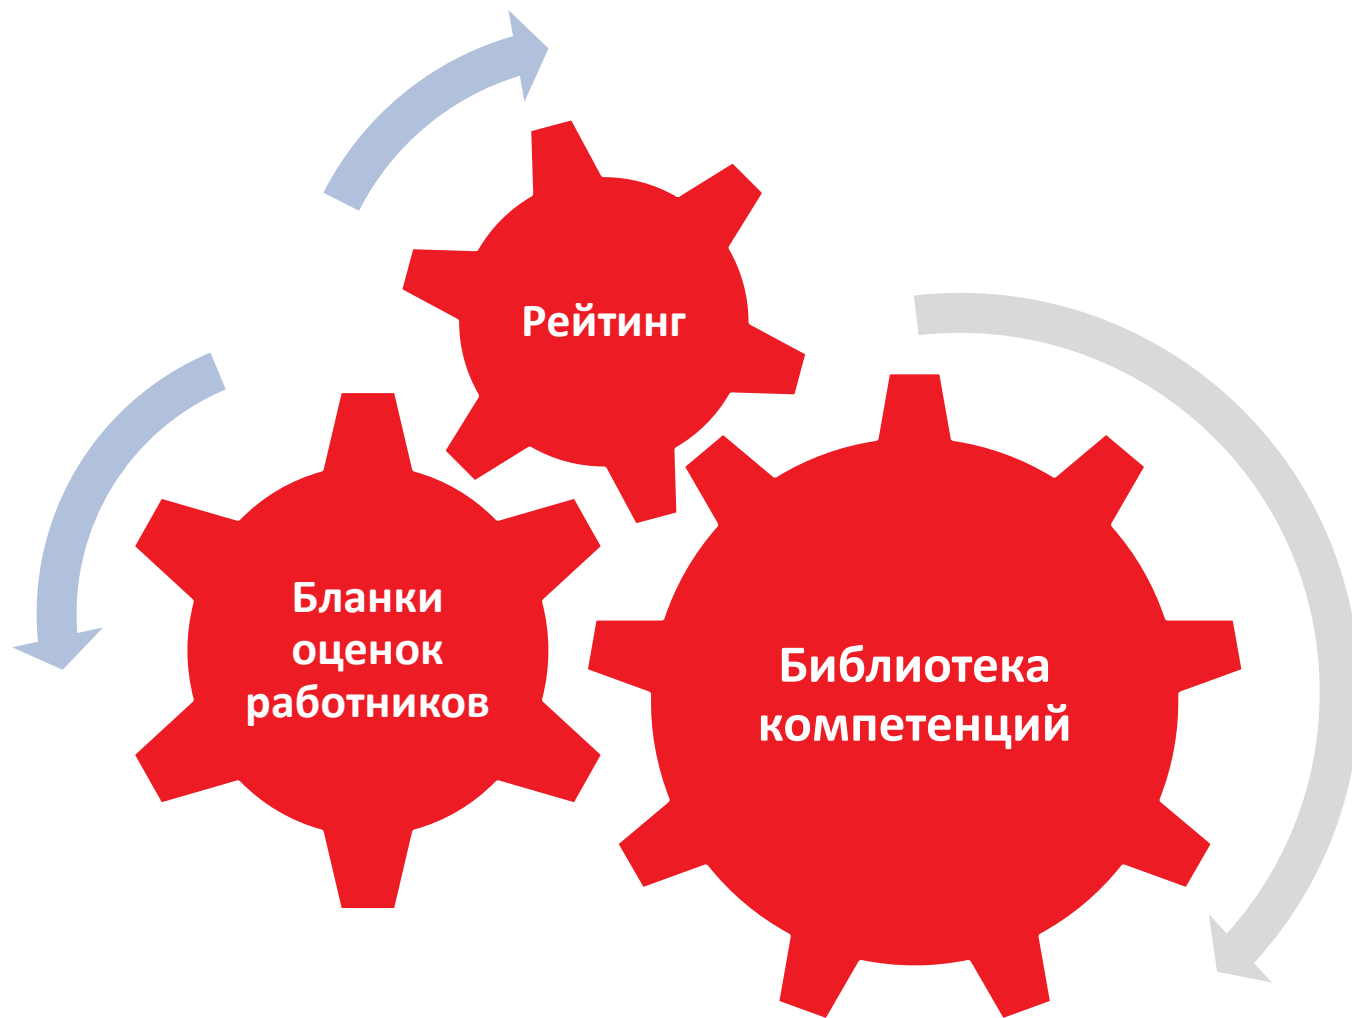 Рейтинг
Бланки
оценок
работников
Библиотека
компетенций